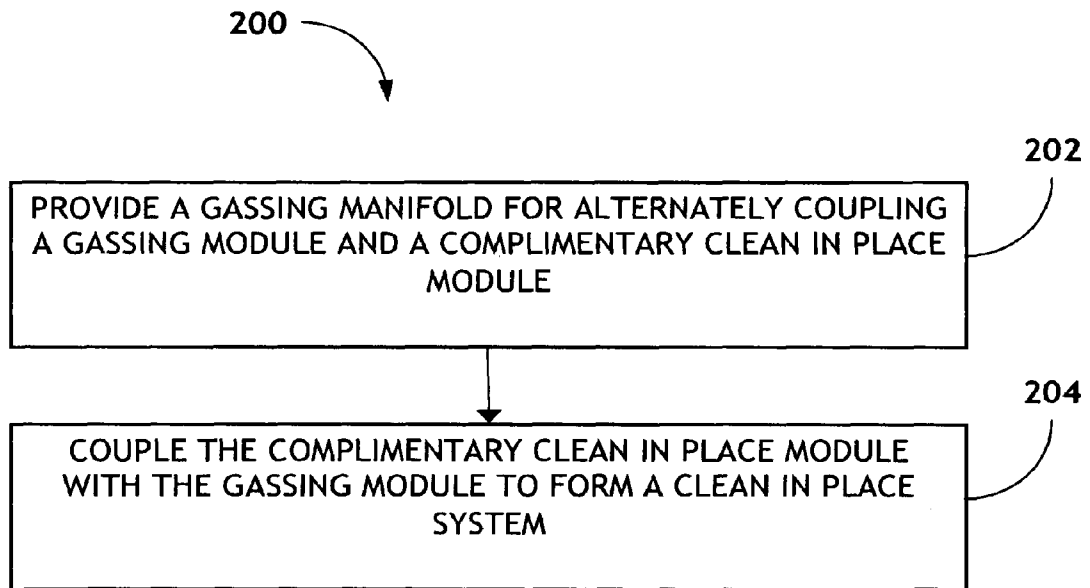 200
202
PROVIDE A GASSING MANIFOLD FOR ALTERNATELY COUPLING
A GASSING MODULE AND A COMPLIMENTARY CLEAN IN PLACE
MODULE
204
COUPLE THE COMPLIMENTARY CLEAN IN PLACE MODULE
WITH THE GASSING MODULE TO FORM A CLEAN IN PLACE
SYSTEM